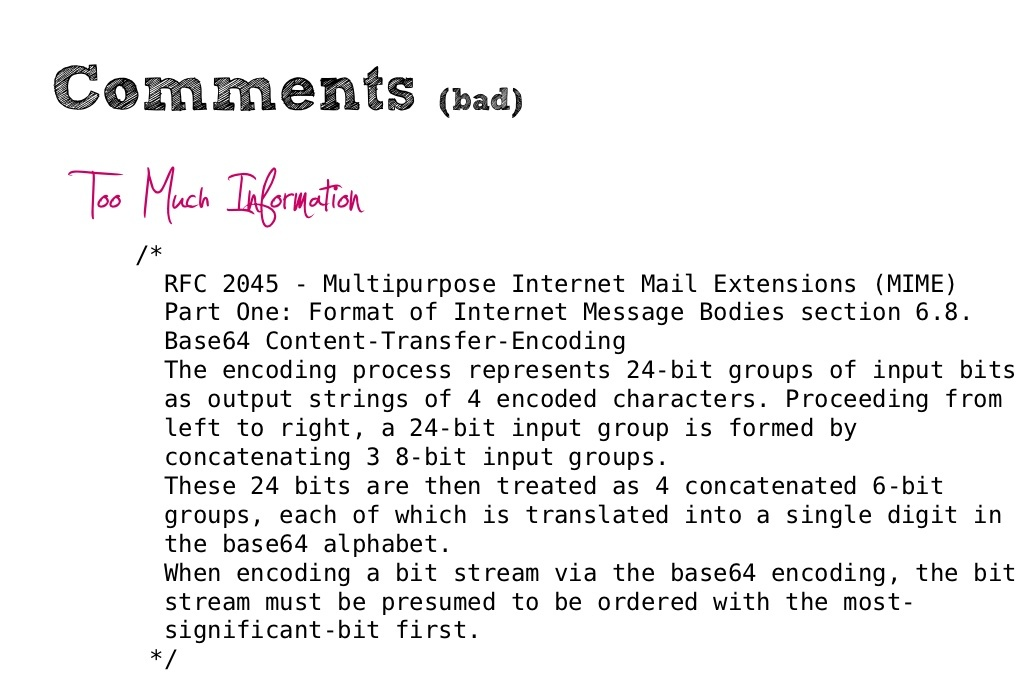 Comments (bad)
Too Much Information
/*
RFC 2045 - Multipurpose Internet Mail Extensions (MIME)
Part One: Format of Internet Message Bodies section 6.8.
Base64 Content-Transfer-Encoding
The encoding process represents 24-bit groups of input bits
as output strings of 4 encoded characters. Proceeding from
left to right, a 24-bit input group is formed by
concatenating 3 8-bit input groups.
These 24 bits are then treated as 4 concatenated 6-bit
groups, each of which is translated into a single digit in
the base64 alphabet.
When encoding a bit stream via the base64 encoding, the bit
stream must be presumed to be ordered with the most-
significant-bit first.
*/